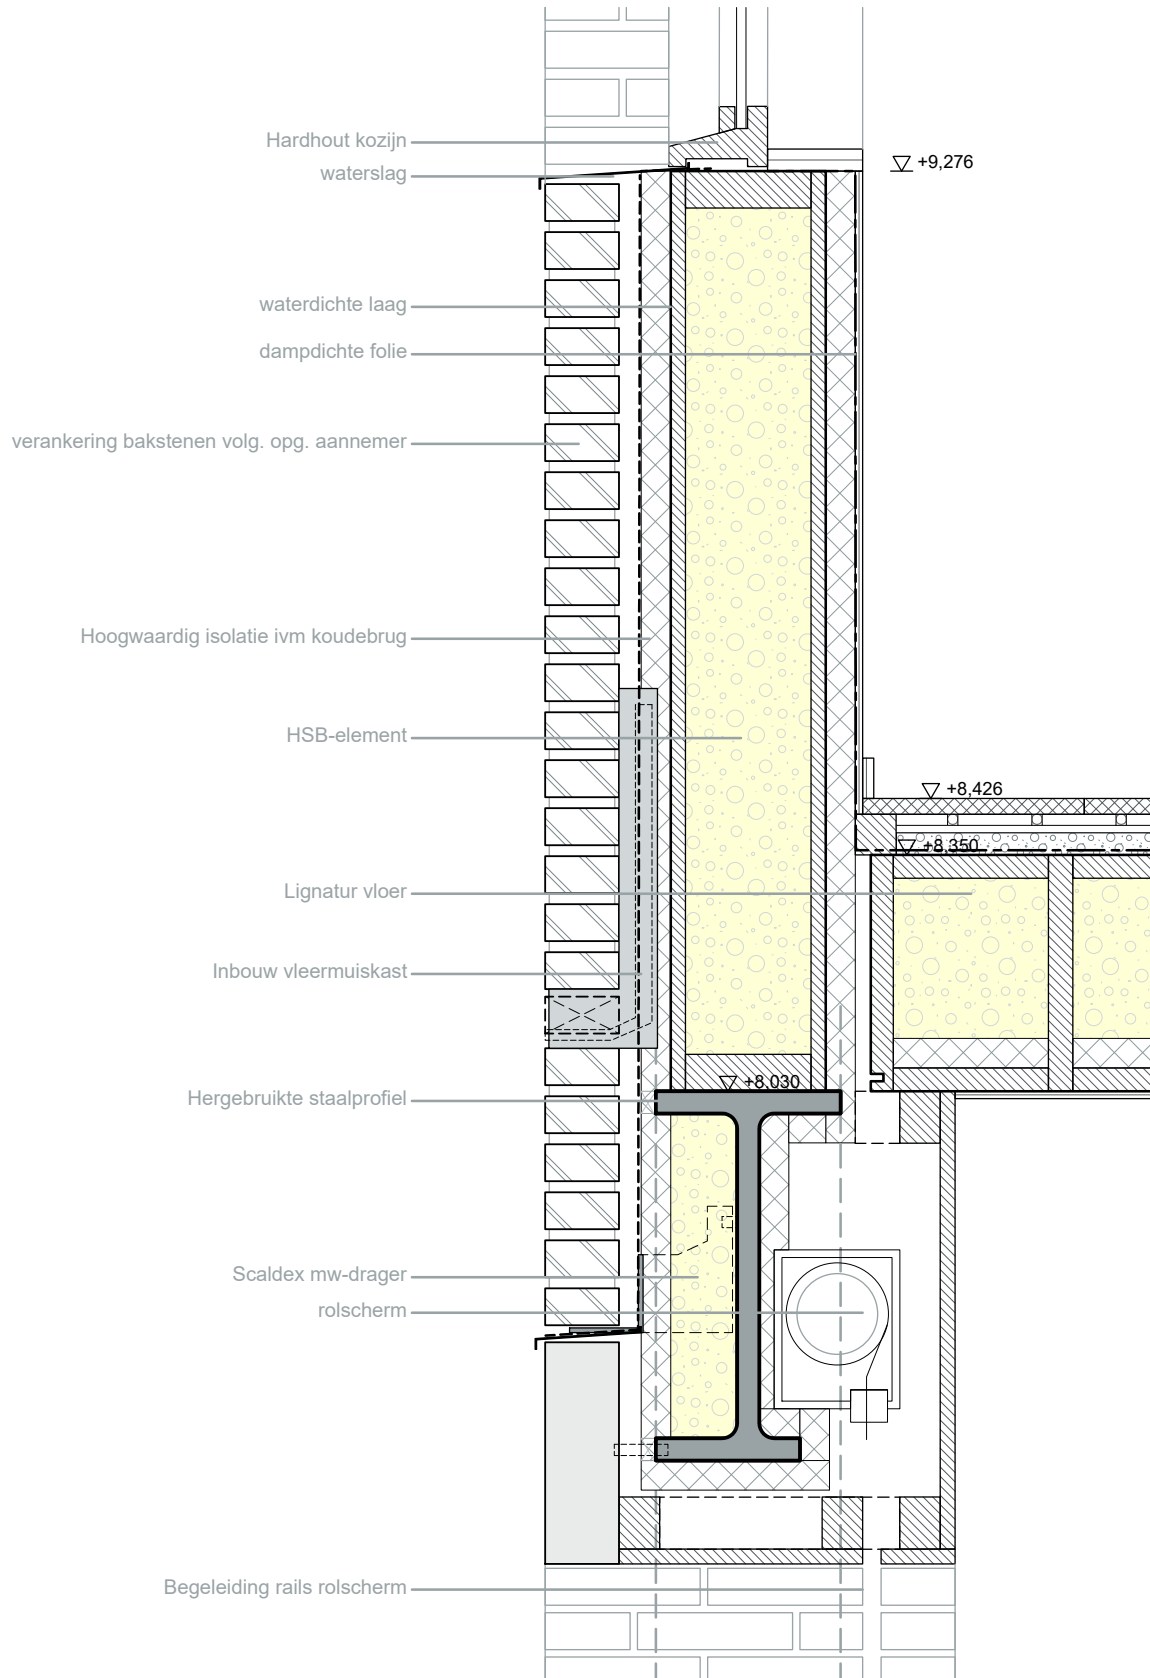 Hardhout kozijn
+9,276
waterslag
waterdichte laag
dampdichte folie
verankering bakstenen volg. opg. aannemer
Hoogwaardig isolatie ivm koudebrug
HSB-element
+8,426
+8,350
Lignatur vloer
Inbouw vleermuiskast
+8,030
Hergebruikte staalprofiel
Scaldex mw-drager
rolscherm
Begeleiding rails rolscherm